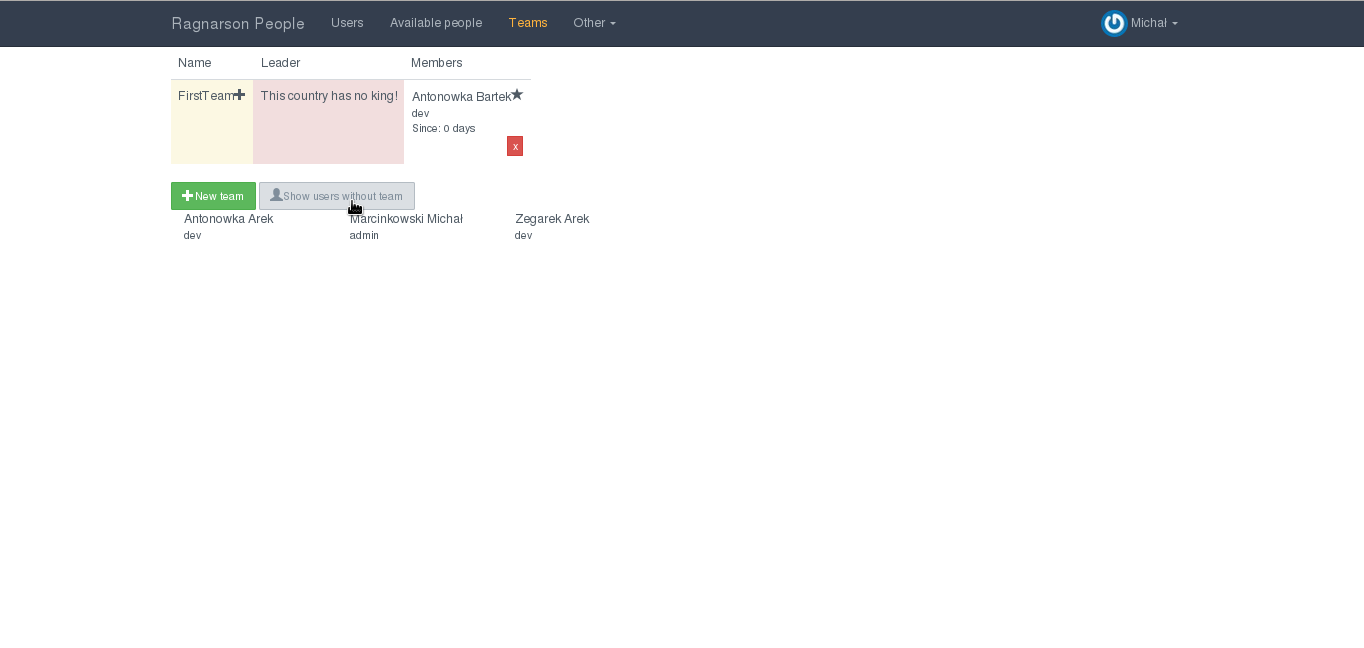 Ragnarson People Users Available people Teams Other Michał
Name Leader Members
FirstTeam This country has no king! Antonowka Bartek
dev
Since: 0 days
x
New team Show users without team
Antonowka Arek Marcinkowski Michał Zegarek Arek
dev admin dev